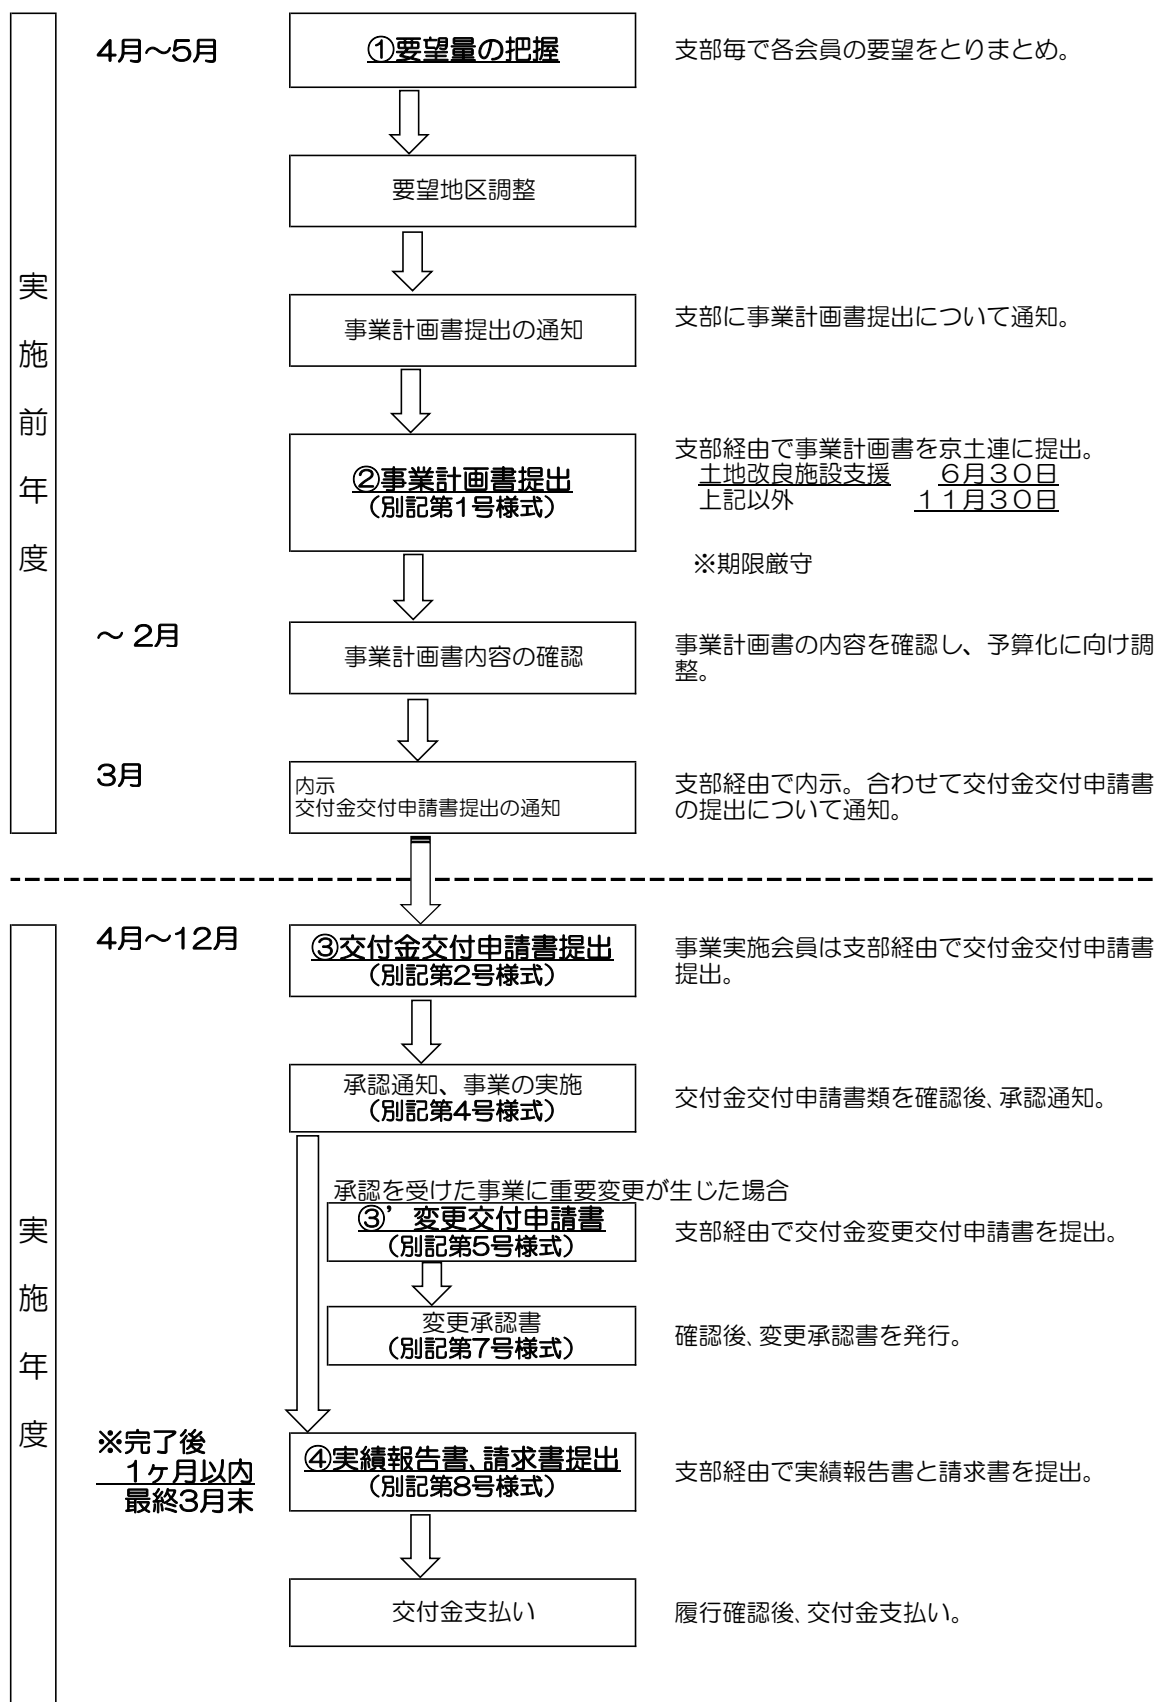 実施前年度
4月～5月
①要望量の把握
支部毎で各会員の要望をとりまとめ。
要望地区調整
事業計画書提出の通知
支部に事業計画書提出について通知。
②事業計画書提出
（別記第1号様式）
支部経由で事業計画書を京土連に提出。
土地改良施設支援　６月３０日
上記以外　１１月３０日
※期限厳守
～ 2月
事業計画書内容の確認
事業計画書の内容を確認し、予算化に向け調
整。
3月
内示
交付金交付申請書提出の通知
支部経由で内示。合わせて交付金交付申請書
の提出について通知。
実施年度
4月～12月
③交付金交付申請書提出
（別記第2号様式）
事業実施会員は支部経由で交付金交付申請書
提出。
承認通知、事業の実施
（別記第4号様式）
交付金交付申請書類を確認後、承認通知。
承認を受けた事業に重要変更が生じた場合
③’変更交付申請書
（別記第5号様式）
支部経由で交付金変更交付申請書を提出。
変更承認書
（別記第7号様式）
確認後、変更承認書を発行。
※完了後
1ヶ月以内
最終3月末
④実績報告書、請求書提出
（別記第8号様式）
支部経由で実績報告書と請求書を提出。
交付金支払い
履行確認後、交付金支払い。